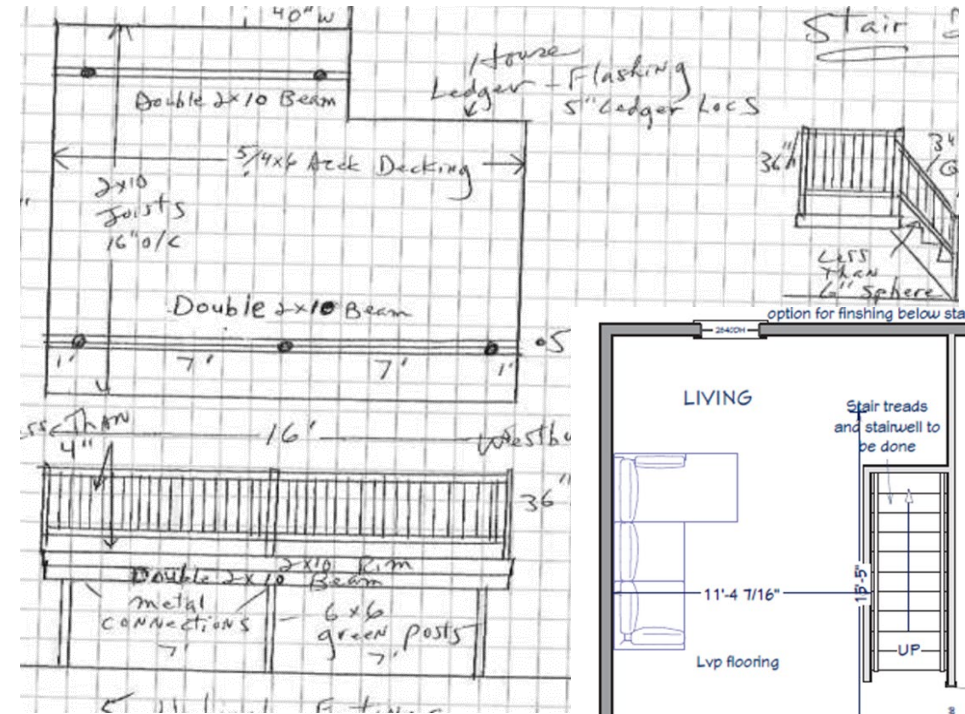 40"W
Stair
House
Ledger - Flashing
5" Ledger Locs
Double 2x10 Beam
5/4x6 Azek Decking
2x10
Joists
16" o/c
36"
Less
Than
6" Sphere
Double 2x10 Beam
1' 7' 7' 1'
Than
4"
16'
36"
2x10 Rim
Double 2x10 Beam
metal
connections
6x6
green posts
7' 7'
option for finshing below
LIVING
Stair treads
and stairwell to
be done
11'-4 7/16"
15'-5"
UP
Lvp flooring